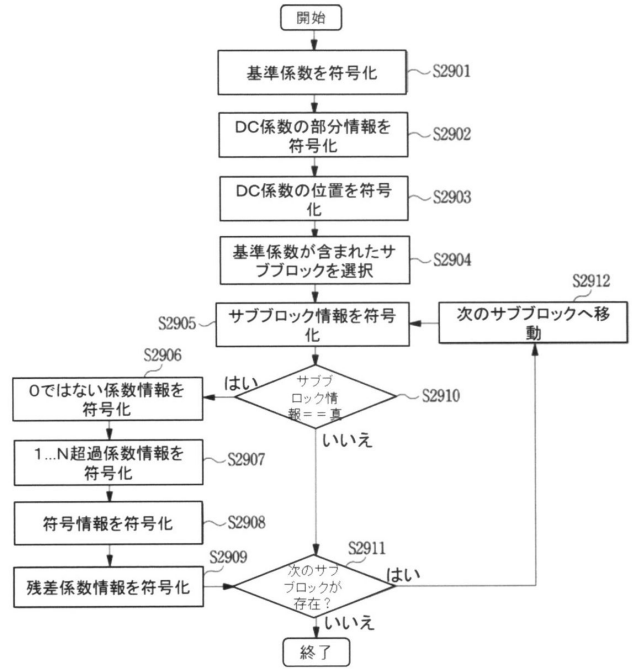 開始
基準係数を符号化
S2901
DC係数の部分情報を
符号化
S2902
DC係数の位置を符号
化
S2903
基準係数が含まれたサ
ブブロックを選択
S2904
S2912
S2905
サブブロック情報を符号
化
次のサブブロックへ移
動
S2906
はい
サブブ
ロック情
報==真
S2910
0ではない係数情報を
符号化
いいえ
1…N超過係数情報を
符号化
S2907
符号情報を符号化
S2908
S2909
S2911
残差係数情報を符号化
次のサブ
ブロックが
存在?
はい
いいえ
終了